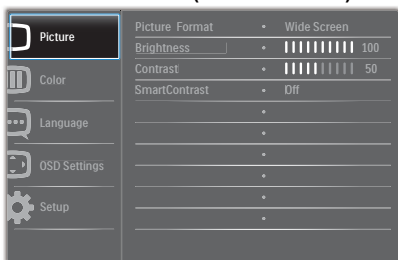 Picture
Color
Language
OSD Settings
Setup
Picture Format • Wide Screen
Brightness • 100
Contrast • 50
SmartContrast • Off